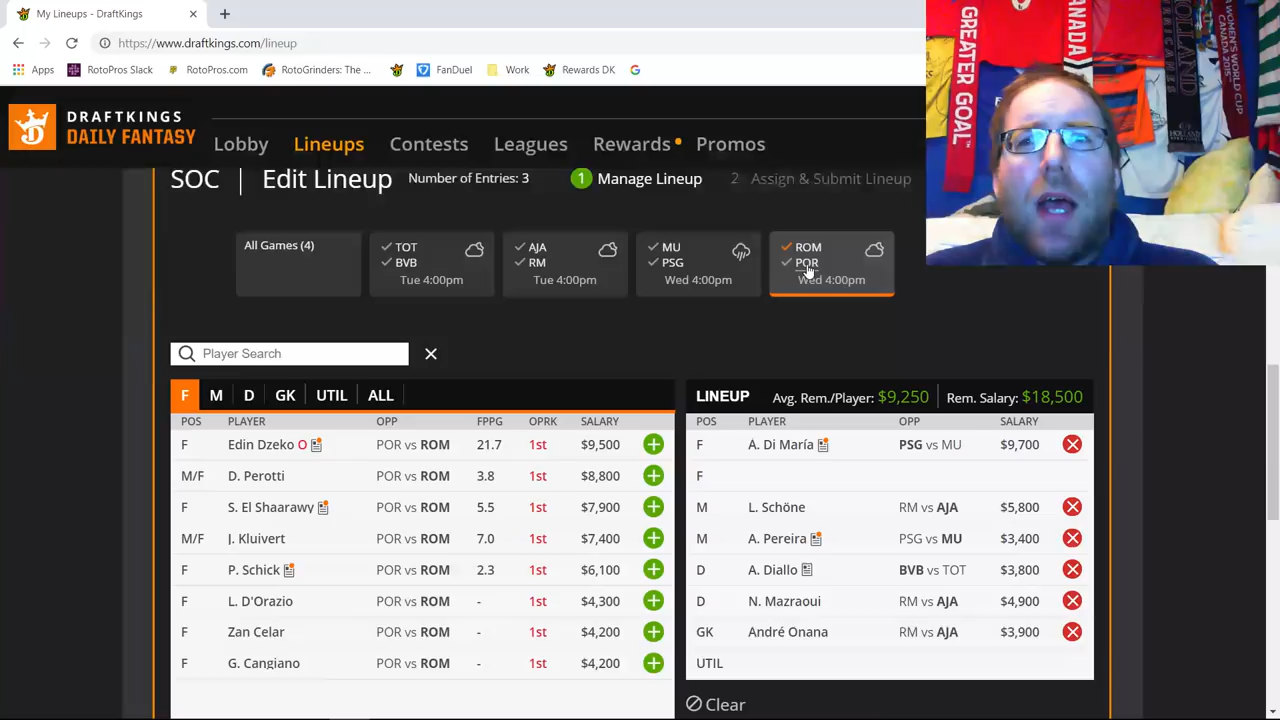 My Lineups - DraftKings
https://www.draftkings.com/lineup
Apps RotoPros Slack RotoPros.com RotoGrinders: The ... FanDuel Work Rewards DK
DRAFTKINGS
DAILY FANTASY
Lobby Lineups Contests Leagues Rewards Promos
SOC | Edit Lineup Number of Entries: 3 1 Manage Lineup 2 Assign & Submit Lineup
All Games (4)
TOT
BVB
Tue 4:00pm
AJA
RM
Tue 4:00pm
MU
PSG
Wed 4:00pm
ROM
POR
Wed 4:00pm
Player Search
F M D GK UTIL ALL
POS PLAYER OPP FPPG OPRK SALARY
F Edin Dzeko O POR vs ROM 21.7 1st $9,500
M/F D. Perotti POR vs ROM 3.8 1st $8,800
F S. El Shaarawy POR vs ROM 5.5 1st $7,900
M/F J. Kluivert POR vs ROM 7.0 1st $7,400
F P. Schick POR vs ROM 2.3 1st $6,100
F L. D'Orazio POR vs ROM - 1st $4,300
F Zan Celar POR vs ROM - 1st $4,200
F G. Cangiano POR vs ROM - 1st $4,200
LINEUP Avg. Rem./Player: $9,250 Rem. Salary: $18,500
POS PLAYER OPP SALARY
F A. Di María PSG vs MU $9,700
F
M L. Schöne RM vs AJA $5,800
M A. Pereira PSG vs MU $3,400
D A. Diallo BVB vs TOT $3,800
D N. Mazraoui RM vs AJA $4,900
GK André Onana RM vs AJA $3,900
UTIL
Clear
GREATER GOAL
CANADA
HOLLAND
WOMEN'S WORLD CUP
CANADA 2015